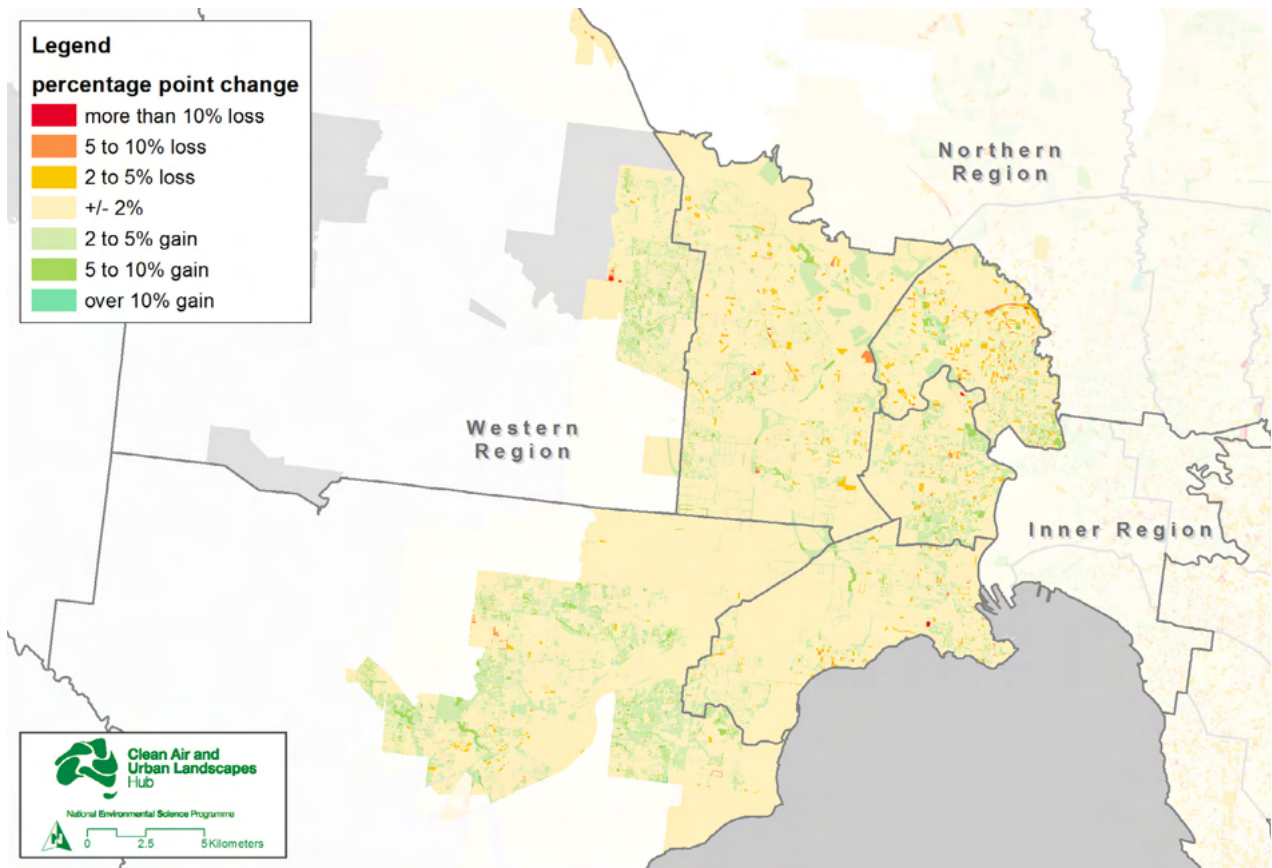 Legend
percentage point change
more than 10% loss
5 to 10% loss
2 to 5% loss
+/- 2%
2 to 5% gain
5 to 10% gain
over 10% gain
Northern
Region
Western
Region
Inner Region
Clean Air and
Urban Landscapes
Hub
National Environmental Science Programme
N
0 2.5 5 Kilometers